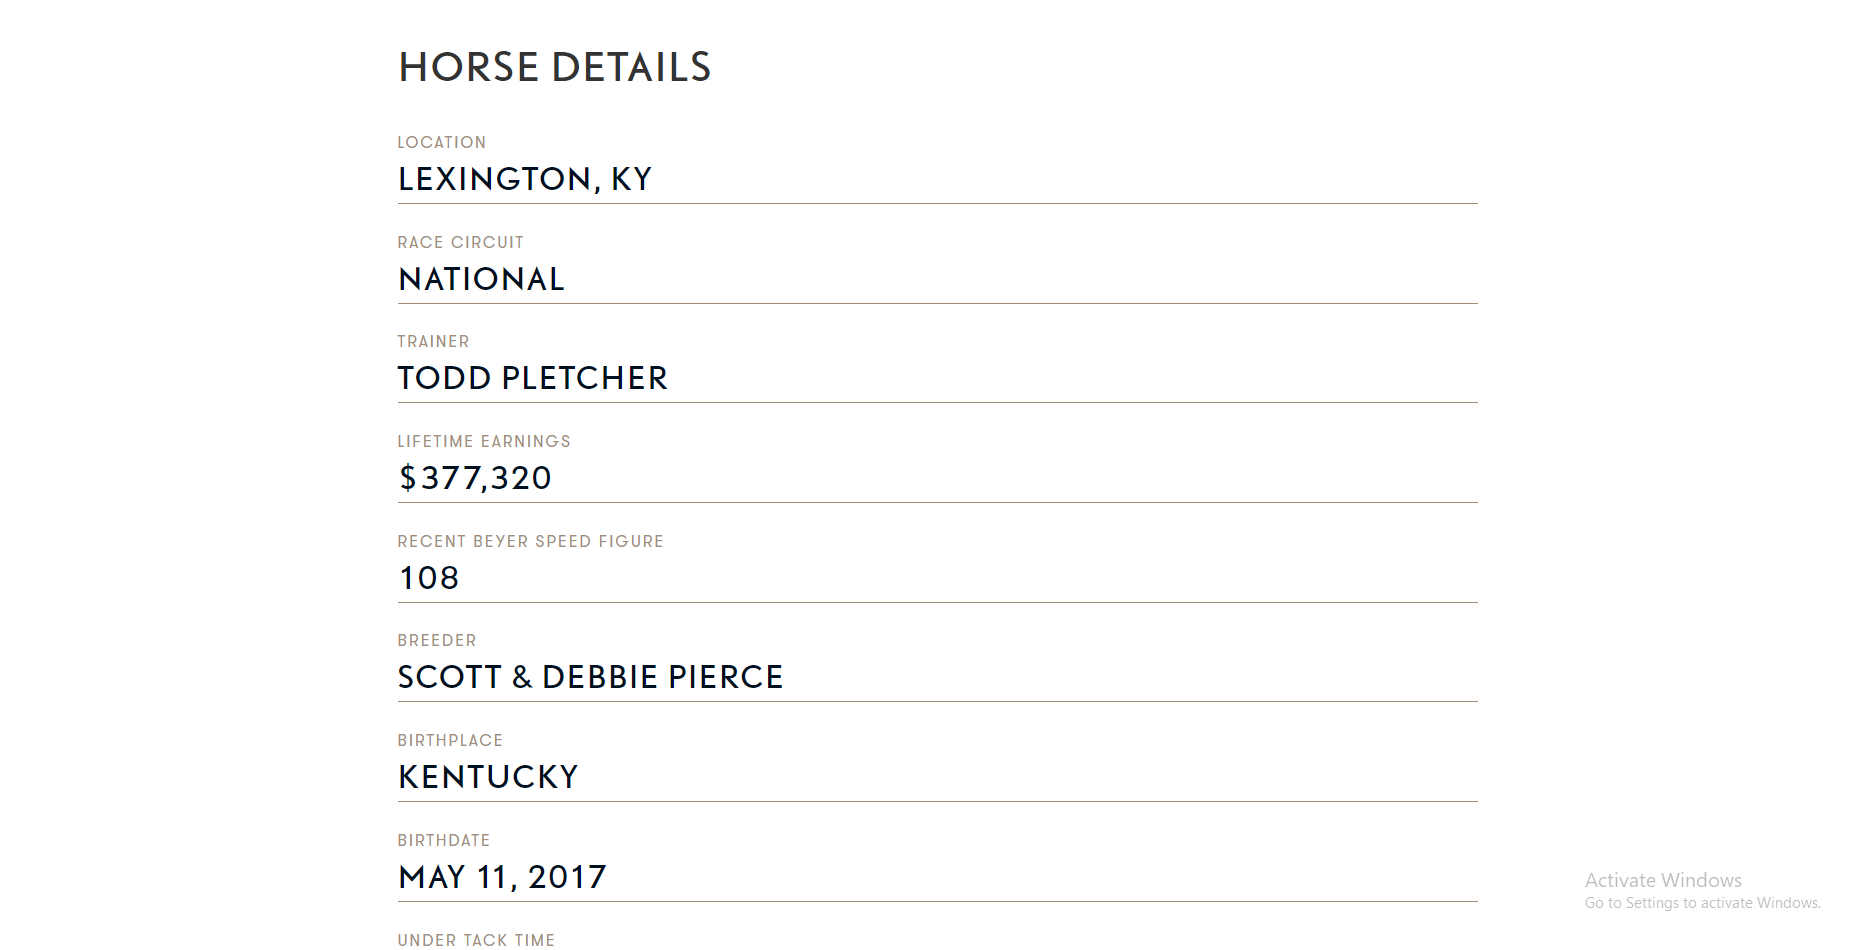 HORSE DETAILS
LOCATION
LEXINGTON, KY
RACE CIRCUIT
NATIONAL
TRAINER
TODD PLETCHER
LIFETIME EARNINGS
$377,320
RECENT BEYER SPEED FIGURE
108
BREEDER
SCOTT & DEBBIE PIERCE
BIRTHPLACE
KENTUCKY
BIRTHDATE
MAY 11, 2017
UNDER TACK TIME
Activate Windows
Go to Settings to activate Windows.